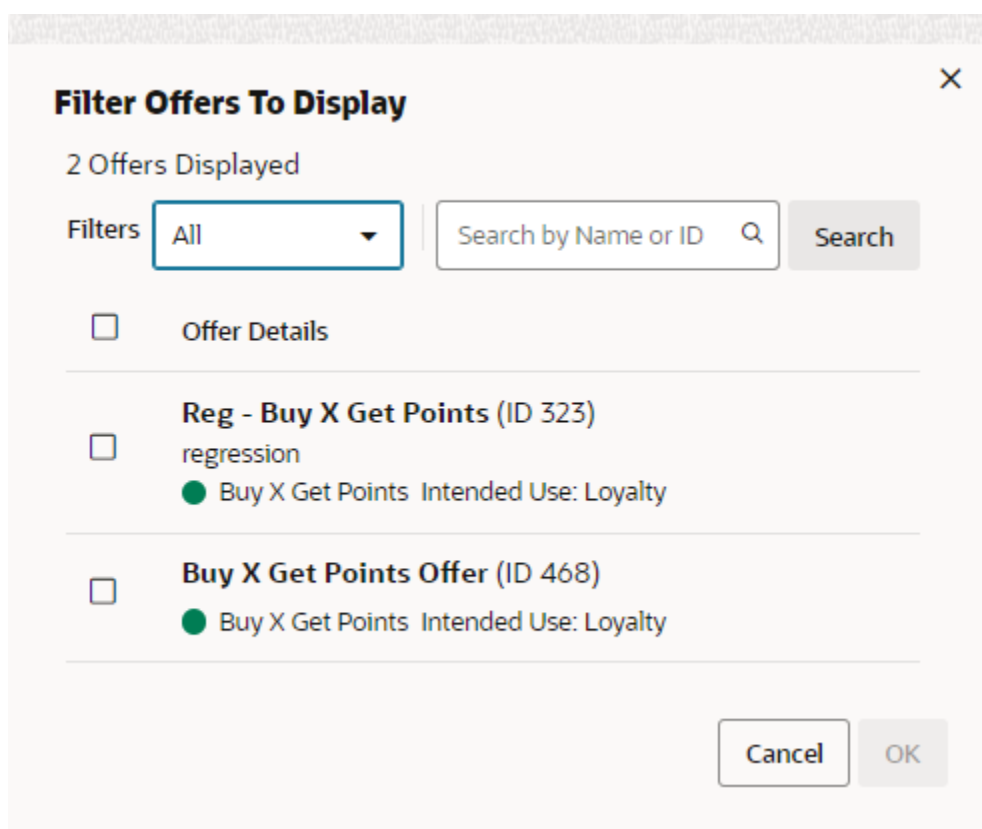 Filter Offers To Display
2 Offers Displayed
Filters All Search by Name or ID Search
Offer Details
Reg - Buy X Get Points (ID 323)
regression
Buy X Get Points Intended Use: Loyalty
Buy X Get Points Offer (ID 468)
Buy X Get Points Intended Use: Loyalty
Cancel OK